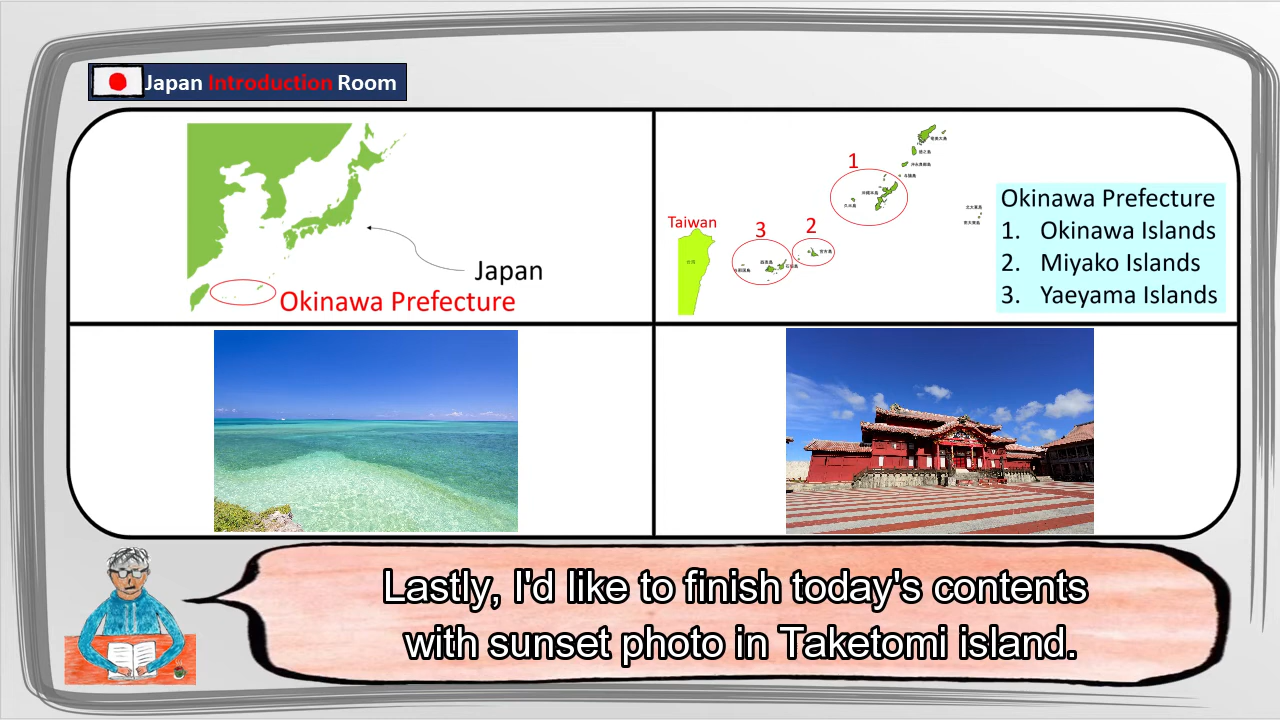 Japan Introduction Room
Japan
Okinawa Prefecture
1
Taiwan
3
2
Okinawa Prefecture
1. Okinawa Islands
2. Miyako Islands
3. Yaeyama Islands
Lastly, I'd like to finish today's contents
with sunset photo in Taketomi island.